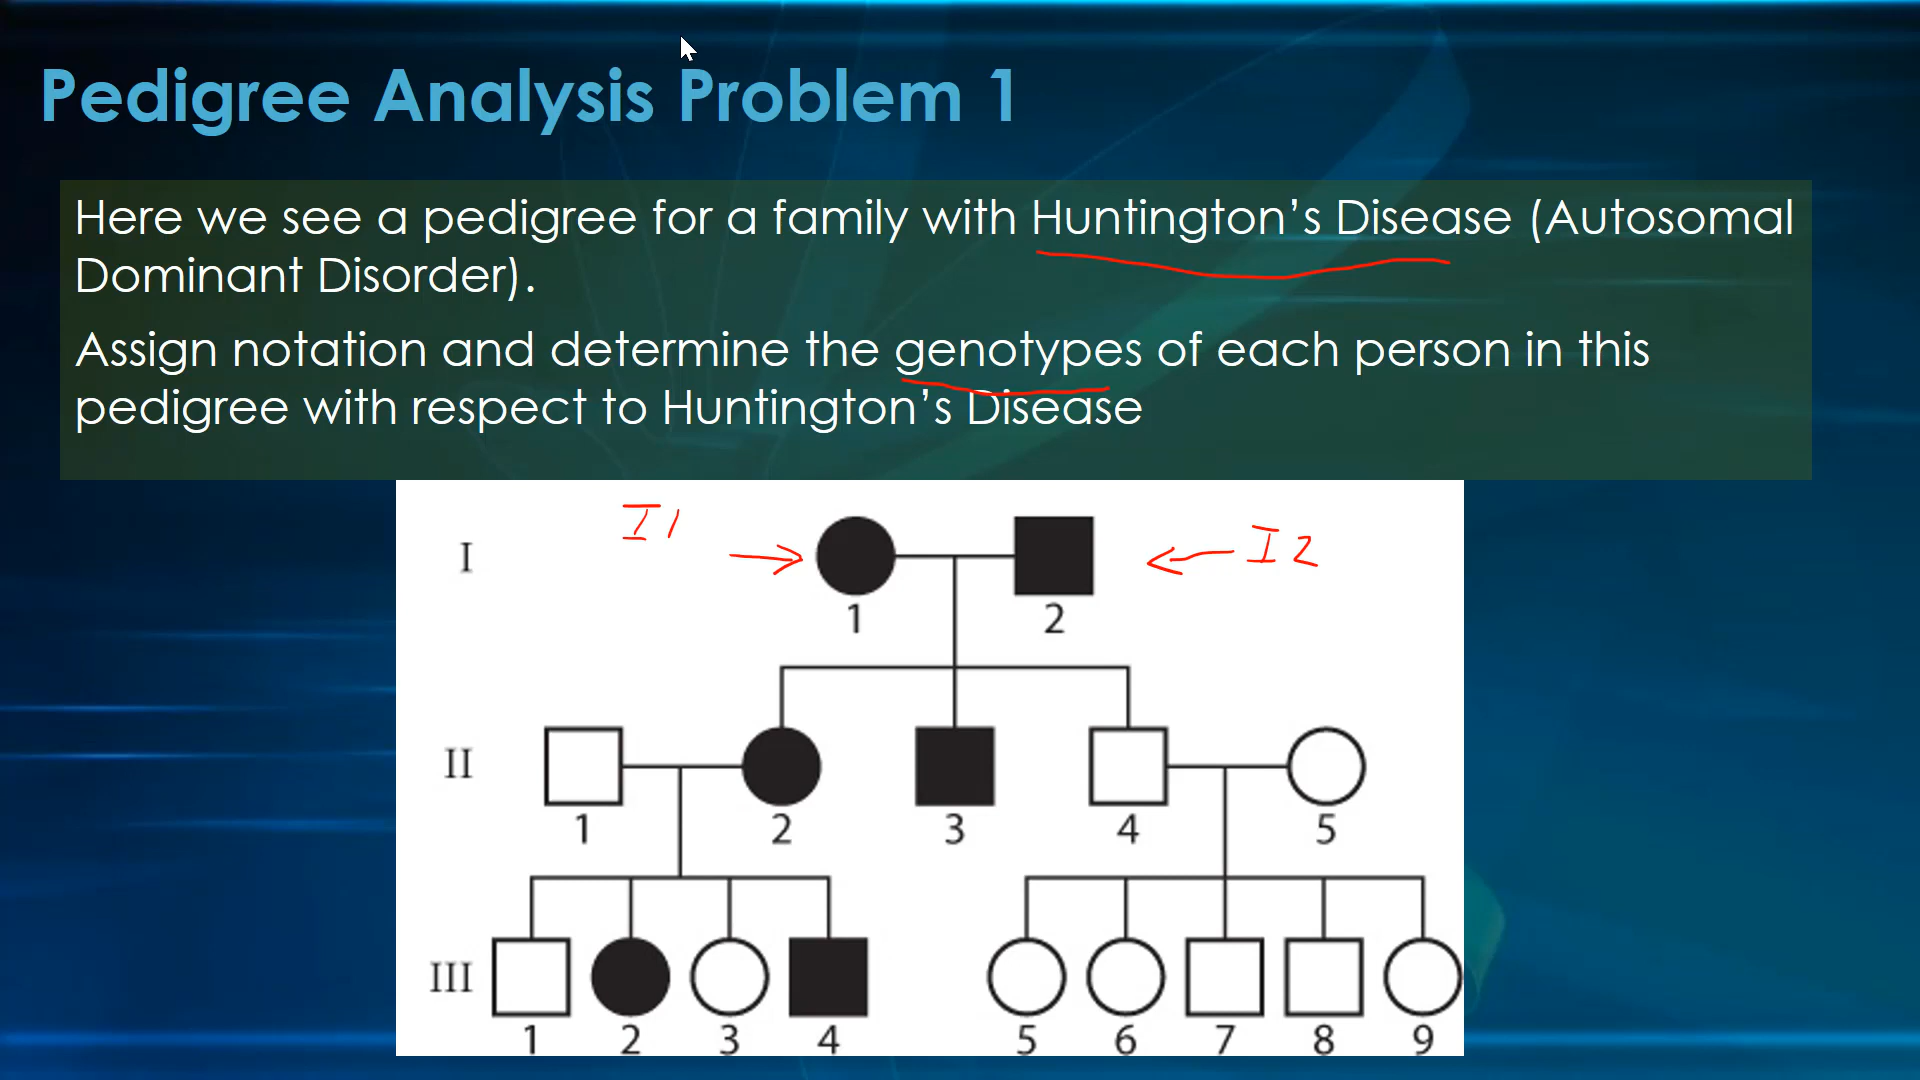 Pedigree Analysis Problem 1
Here we see a pedigree for a family with Huntington’s Disease (Autosomal
Dominant Disorder).
Assign notation and determine the genotypes of each person in this
pedigree with respect to Huntington’s Disease
I1
I2
I
1 2
II
1 2 3 4 5
III
1 2 3 4 5 6 7 8 9